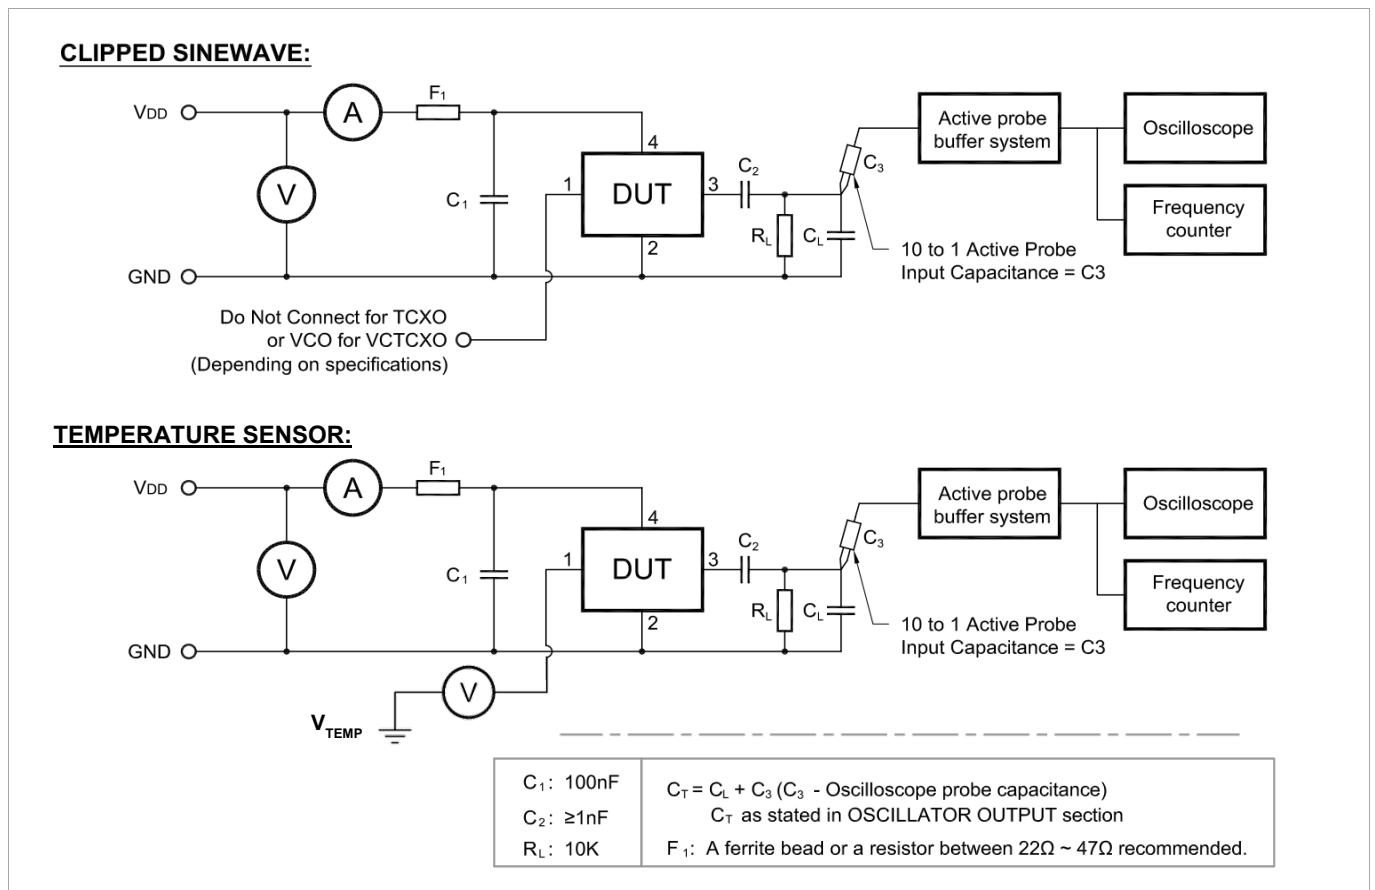 CLIPPED SINEWAVE:
VDD
A
F1
V
C1
4
1
DUT
3
2
C2
RL
CL
C3
Active probe
buffer system
Oscilloscope
Frequency
counter
10 to 1 Active Probe
Input Capacitance = C3
GND
Do Not Connect for TCXO
or VCO for VCTCXO
(Depending on specifications)
TEMPERATURE SENSOR:
VDD
A
F1
V
C1
4
1
DUT
3
2
C2
RL
CL
C3
Active probe
buffer system
Oscilloscope
Frequency
counter
10 to 1 Active Probe
Input Capacitance = C3
GND
V
VTEMP
C1: 100nF
C2: ≥1nF
RL: 10K
CT = CL + C3 (C3 - Oscilloscope probe capacitance)
CT as stated in OSCILLATOR OUTPUT section
F1: A ferrite bead or a resistor between 22Ω ~ 47Ω recommended.